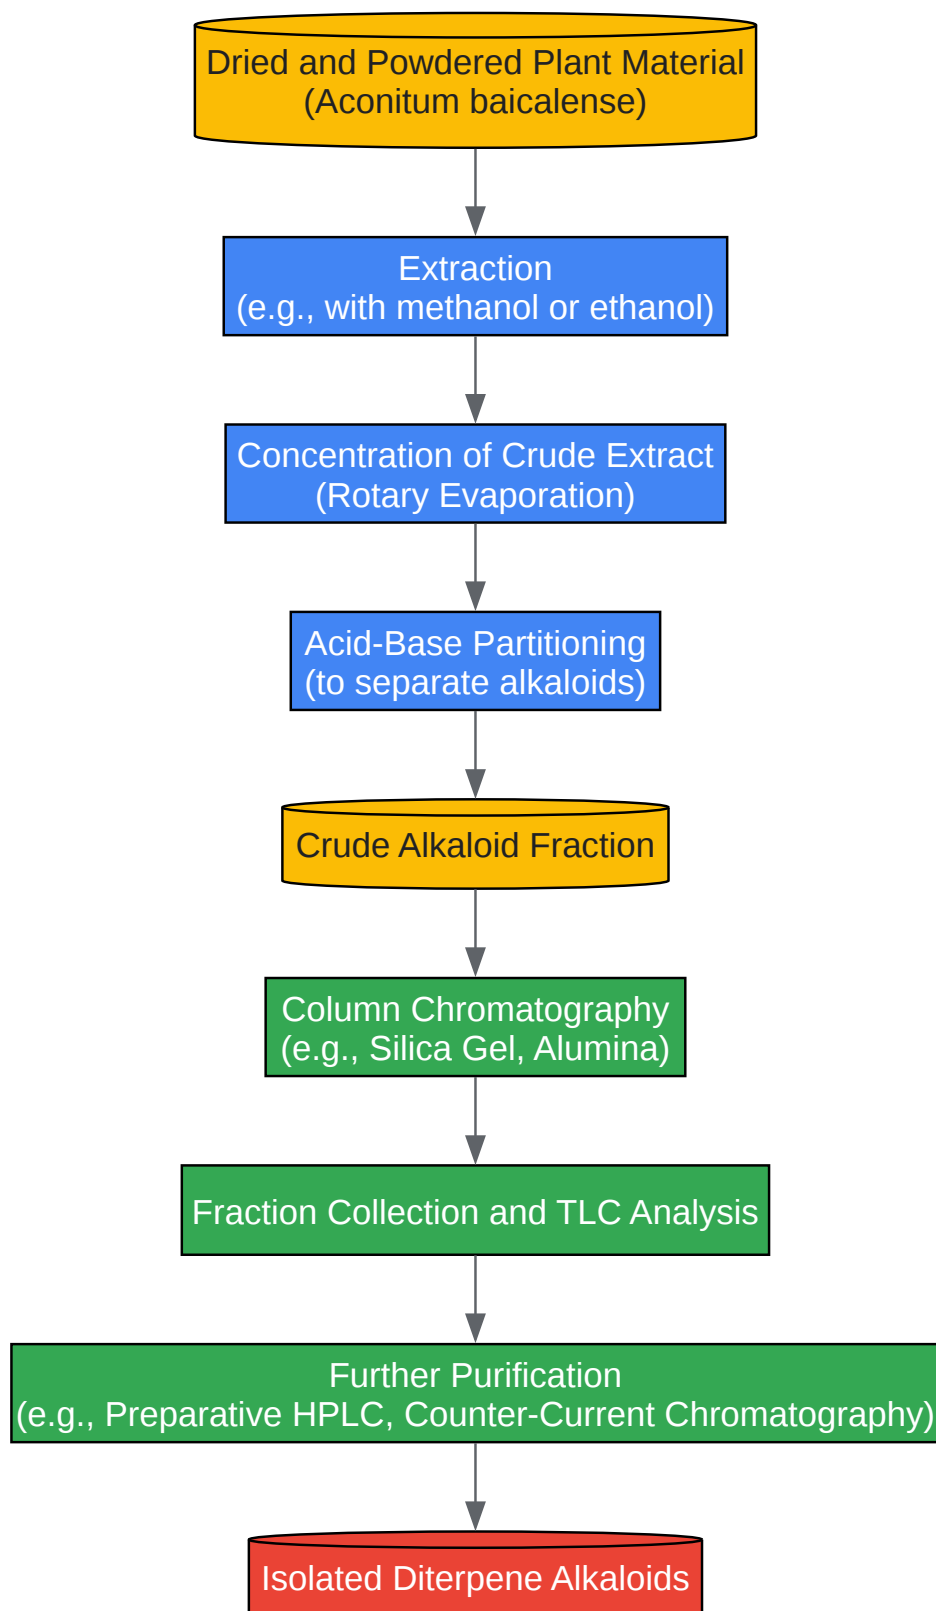 Dried and Powdered Plant Material
(Aconitum baicalense)
Extraction
(e.g., with methanol or ethanol)
Concentration of Crude Extract
(Rotary Evaporation)
Acid-Base Partitioning
(to separate alkaloids)
Crude Alkaloid Fraction
Column Chromatography
(e.g., Silica Gel, Alumina)
Fraction Collection and TLC Analysis
Further Purification
(e.g., Preparative HPLC, Counter-Current Chromatography)
Isolated Diterpene Alkaloids